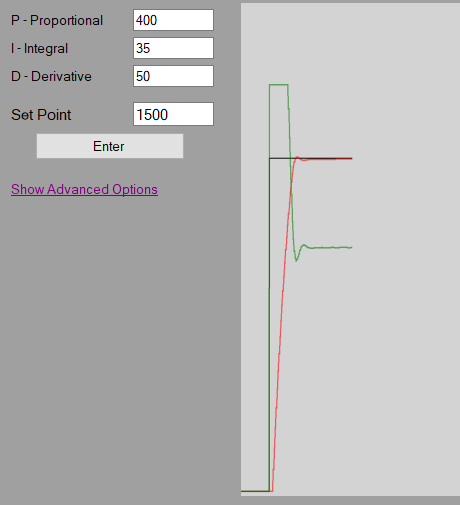 P - Proportional 400
I - Integral 35
D - Derivative 50
Set Point 1500
Enter
Show Advanced Options